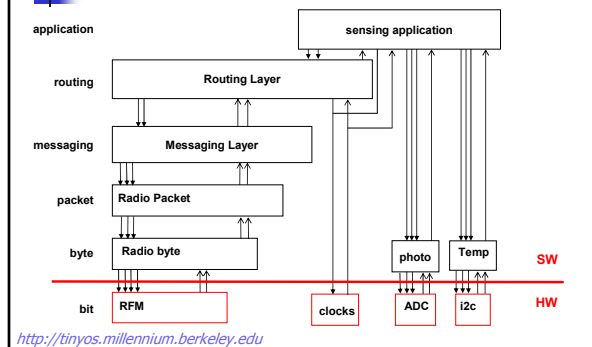 application
sensing application
routing
Routing Layer
messaging
Messaging Layer
packet
Radio Packet
byte
Radio byte
photo
Temp
SW
bit
RFM
clocks
ADC
i2c
HW
http://tinyos.millennium.berkeley.edu